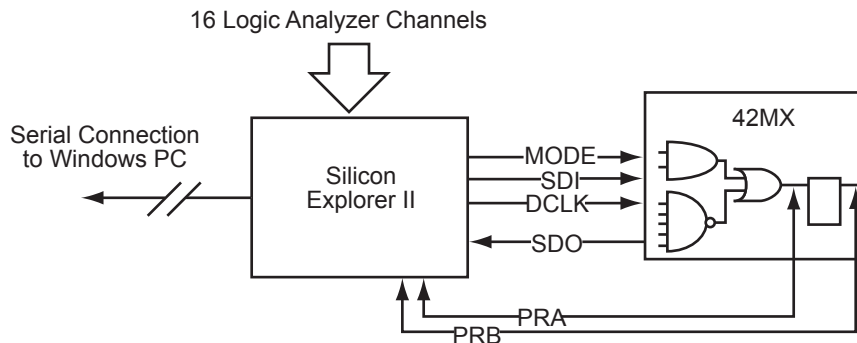 16 Logic Analyzer Channels
Serial Connection
to Windows PC
Silicon
Explorer II
MODE
SDI
DCLK
SDO
42MX
PRA
PRB